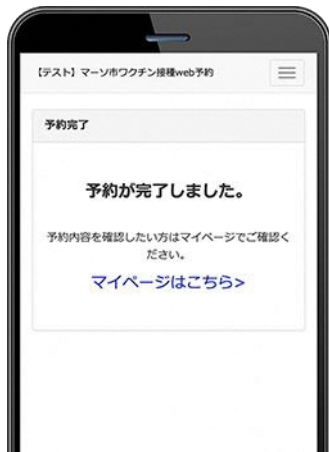 【テスト】マーソ市ワクチン接種web予約
予約完了
予約が完了しました。
予約内容を確認したい方はマイページでご確認く
ださい。
マイページはこちら>